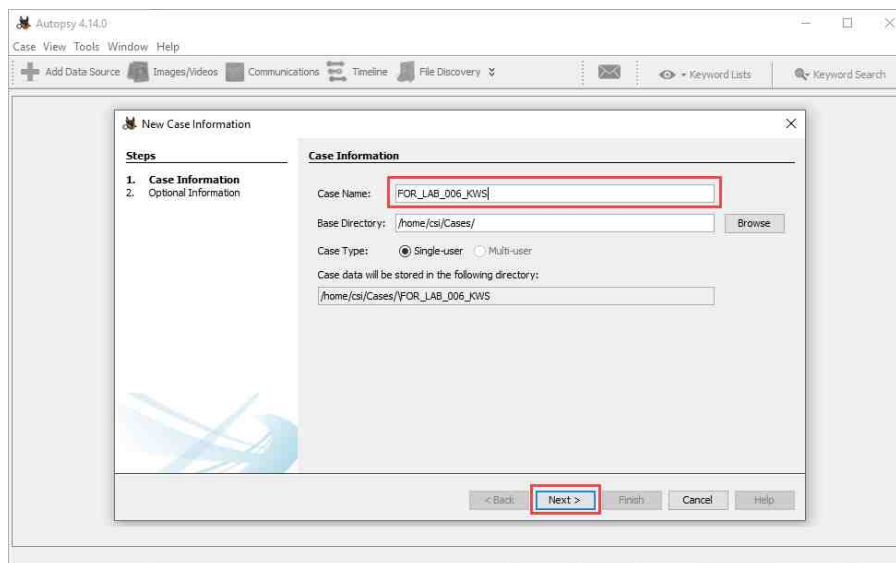 Autopsy 4.14.0
Case View Tools Window Help
Add Data Source Images/Videos Communications Timeline File Discovery Keyword Lists Keyword Search
New Case Information
Steps
1. Case Information
2. Optional Information
Case Information
Case Name: FOR_LAB_006_KWS
Base Directory: /home/csi/Cases/ Browse
Case Type: Single-user Multi-user
Case data will be stored in the following directory:
/home/csi/Cases/\FOR_LAB_006_KWS
< Back Next > Finish Cancel Help